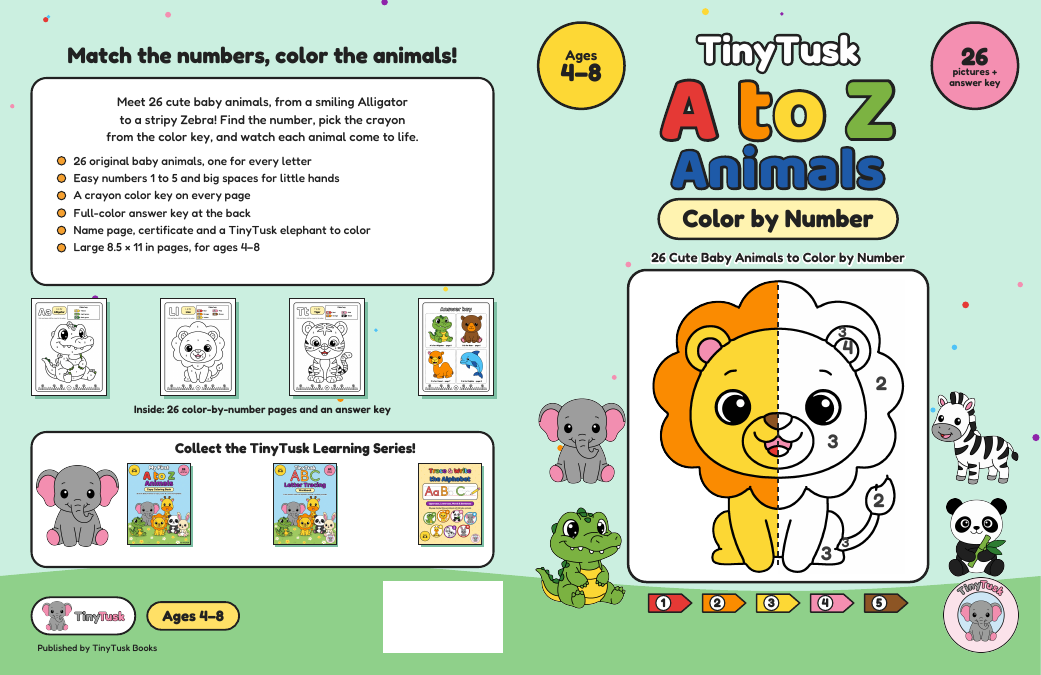 Match the numbers, color the animals!
Meet 26 cute baby animals, from a smiling Alligator
to a stripy Zebra! Find the number, pick the crayon
from the color key, and watch each animal come to life.
26 original baby animals, one for every letter
Easy numbers 1 to 5 and big spaces for little hands
A crayon color key on every page
Full-color answer key at the back
Name page, certificate and a TinyTusk elephant to color
Large 8.5 × 11 in pages, for ages 4–8
Aa
Ll
Tt
Answer key
Inside: 26 color-by-number pages and an answer key
Collect the TinyTusk Learning Series!
My First
A to Z
Animals
ABC
Letter Tracing
Trace & Write
the Alphabet
Aa B C
TinyTusk
Ages 4–8
Published by TinyTusk Books
Ages
4–8
TinyTusk
26
pictures +
answer key
A to Z
Animals
Color by Number
26 Cute Baby Animals to Color by Number
3
4
2
3
2
3
3
1 2 3 4 5
TinyTusk